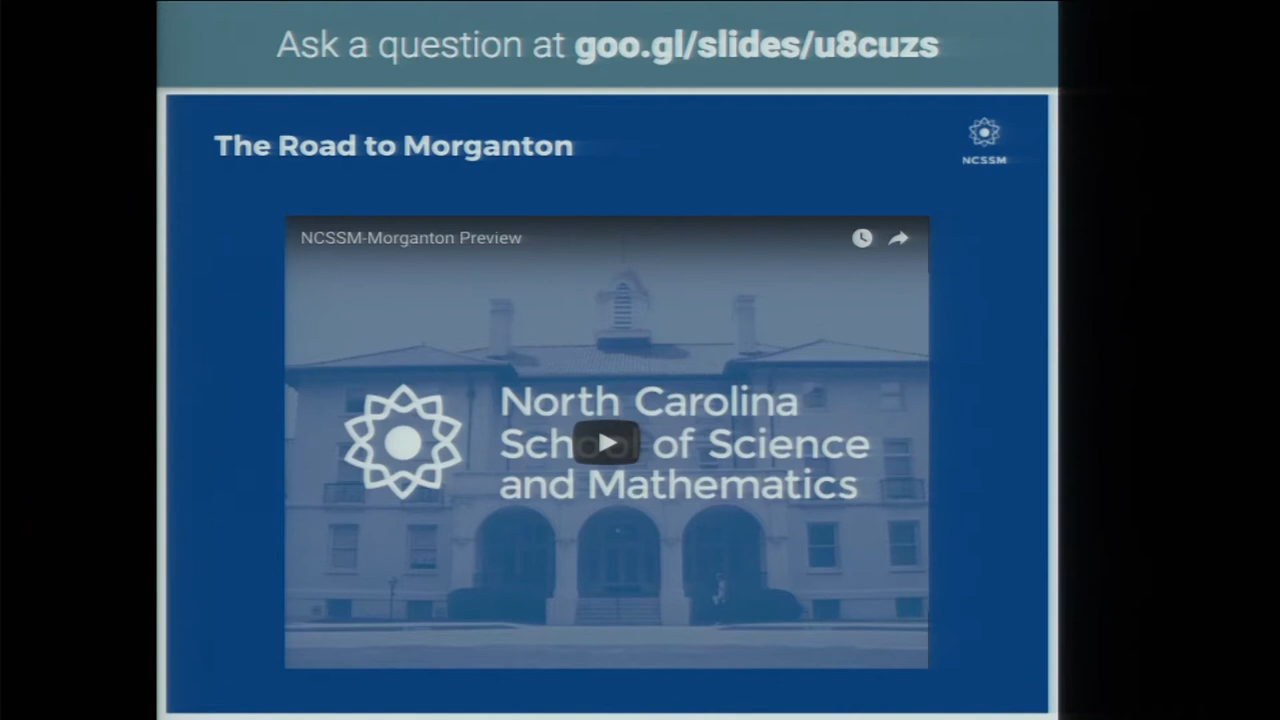 Ask a question at goo.gl/slides/u8cuzs
The Road to Morganton
NCSSM
NCSSM-Morganton Preview
North Carolina
School of Science
and Mathematics